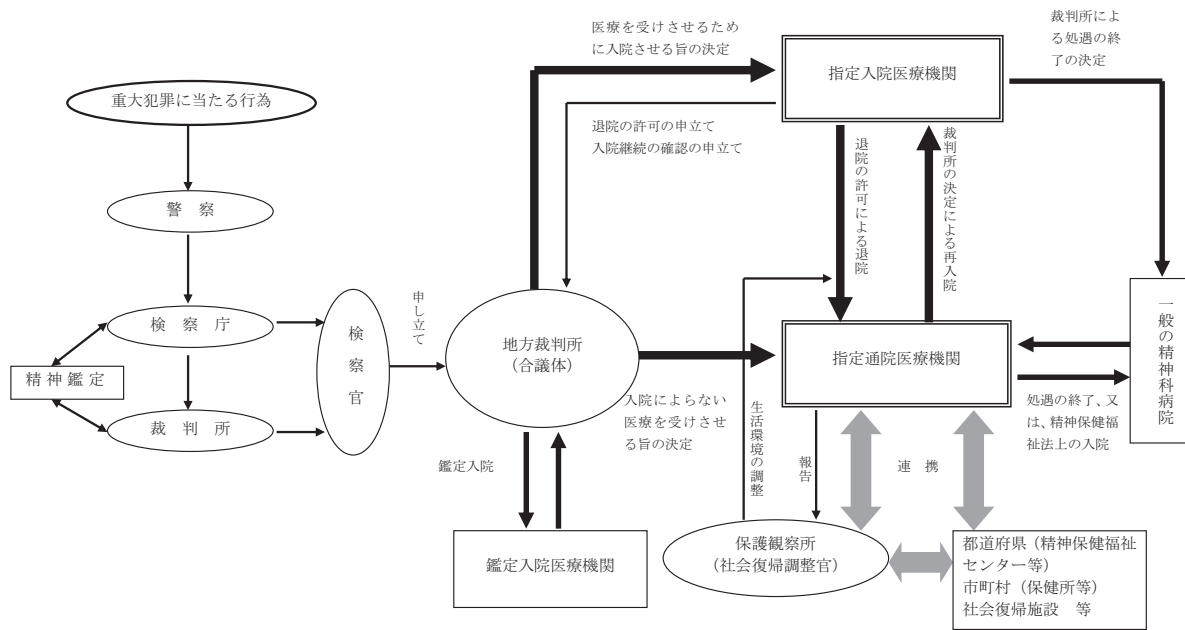 重大犯罪に当たる行為
警　察
検　察　庁
精 神 鑑 定
裁　判　所
検
察
官
申し立て
地方裁判所
（合議体）
医療を受けさせるため
に入院させる旨の決定
指定入院医療機関
裁判所によ
る処遇の終
了の決定
退院の許可の申立て
入院継続の確認の申立て
退院の許可による退院
裁判所の決定による再入院
指定通院医療機関
一般の精神科病院
入院によらない
医療を受けさせ
る旨の決定
処遇の終了、又
は、精神保健福
祉法上の入院
生活環境の調整
報告
連　携
鑑定入院
鑑定入院医療機関
保護観察所
（社会復帰調整官）
都道府県（精神保健福祉
センター等）
市町村（保健所等）
社会復帰施設　等